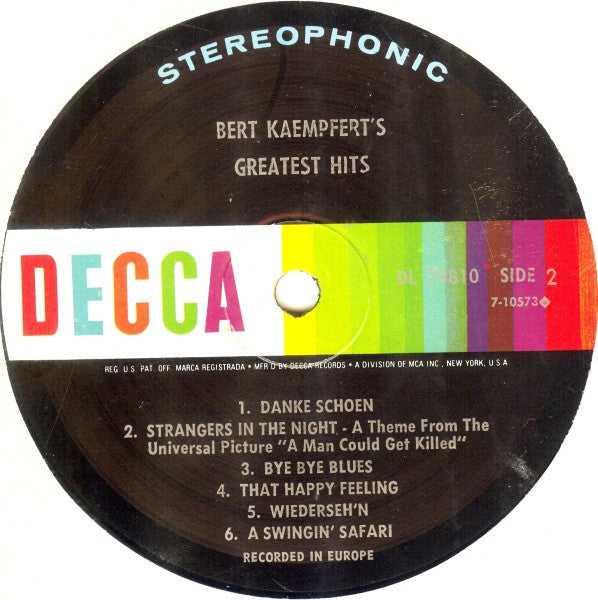 STEREOPHONIC
BERT KAEMPFERT'S
GREATEST HITS
DECCA
DL 74810 SIDE 2
7-10573◆
REG. U.S. PAT. OFF. MARCA REGISTRADA • MFR'D BY DECCA RECORDS • A DIVISION OF MCA INC., NEW YORK, U.S.A
1. DANKE SCHOEN
2. STRANGERS IN THE NIGHT - A Theme From The
Universal Picture "A Man Could Get Killed"
3. BYE BYE BLUES
4. THAT HAPPY FEELING
5. WIEDERSEH'N
6. A SWINGIN' SAFARI
RECORDED IN EUROPE